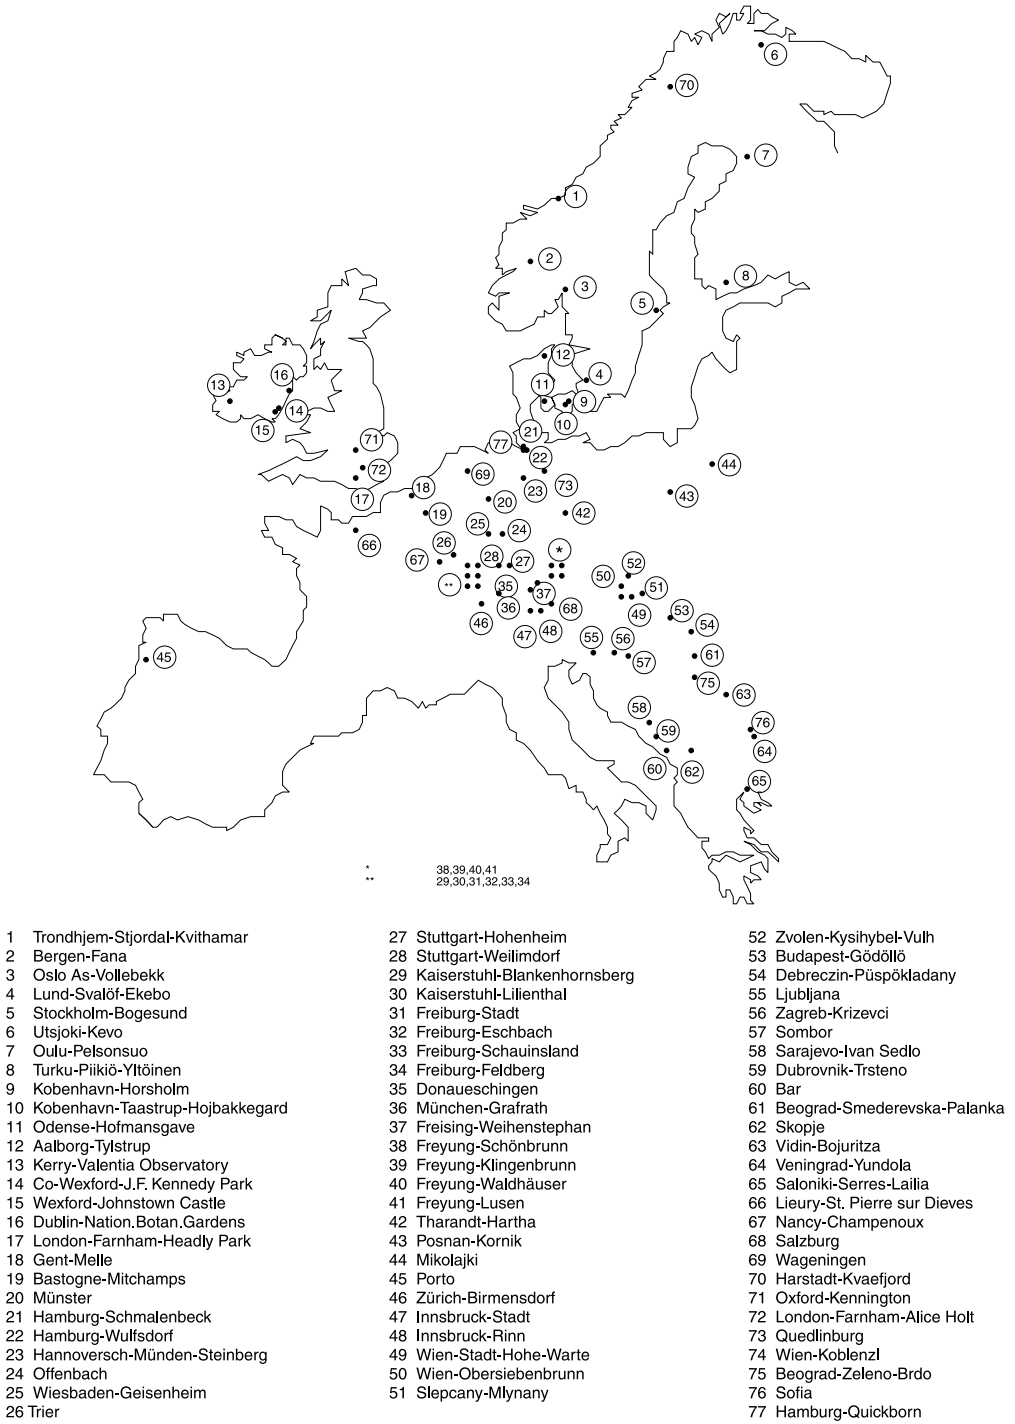 6
70
7
1
2
8
3
5
12
16
13
11
4
9
14
10
15
21
71
77
22
44
72
69
23
73
43
17
18
20
19
42
66
25
24
26
*
67
28
27
52
50
**
35
51
37
36
68
49
53
46
47
48
54
55
56
57
61
45
75
63
58
59
76
60
62
64
65
* 38,39,40,41
** 29,30,31,32,33,34
1 Trondhjem-Stjordal-Kvithamar
2 Bergen-Fana
3 Oslo As-Vollebekk
4 Lund-Svalöf-Ekebo
5 Stockholm-Bogesund
6 Utsjoki-Kevo
7 Oulu-Pelsonsuo
8 Turku-Piikiö-Yltöinen
9 Kobenhavn-Horsholm
10 Kobenhavn-Taastrup-Hojbakkegard
11 Odense-Hofmansgave
12 Aalborg-Tylstrup
13 Kerry-Valentia Observatory
14 Co-Wexford-J.F. Kennedy Park
15 Wexford-Johnstown Castle
16 Dublin-Nation.Botan.Gardens
17 London-Farnham-Headly Park
18 Gent-Melle
19 Bastogne-Mitchamps
20 Münster
21 Hamburg-Schmalenbeck
22 Hamburg-Wulfsdorf
23 Hannoversch-Münden-Steinberg
24 Offenbach
25 Wiesbaden-Geisenheim
26 Trier
27 Stuttgart-Hohenheim
28 Stuttgart-Weilimdorf
29 Kaiserstuhl-Blankenhornsberg
30 Kaiserstuhl-Lilienthal
31 Freiburg-Stadt
32 Freiburg-Eschbach
33 Freiburg-Schauinsland
34 Freiburg-Feldberg
35 Donaueschingen
36 München-Grafrath
37 Freising-Weihenstephan
38 Freyung-Schönbrunn
39 Freyung-Klingenbrunn
40 Freyung-Waldhäuser
41 Freyung-Lusen
42 Tharandt-Hartha
43 Posnan-Kornik
44 Mikolajki
45 Porto
46 Zürich-Birmensdorf
47 Innsbruck-Stadt
48 Innsbruck-Rinn
49 Wien-Stadt-Hohe-Warte
50 Wien-Obersiebenbrunn
51 Slepcany-Mlynany
52 Zvolen-Kysihybel-Vulh
53 Budapest-Gödöllö
54 Debreczin-Püspökladany
55 Ljubljana
56 Zagreb-Krizevci
57 Sombor
58 Sarajevo-Ivan Sedlo
59 Dubrovnik-Trsteno
60 Bar
61 Beograd-Smederevska-Palanka
62 Skopje
63 Vidin-Bojuritza
64 Veningrad-Yundola
65 Saloniki-Serres-Lailia
66 Lieury-St. Pierre sur Dieves
67 Nancy-Champenoux
68 Salzburg
69 Wageningen
70 Harstadt-Kvaefjord
71 Oxford-Kennington
72 London-Farnham-Alice Holt
73 Quedlinburg
74 Wien-Koblenzl
75 Beograd-Zeleno-Brdo
76 Sofia
77 Hamburg-Quickborn